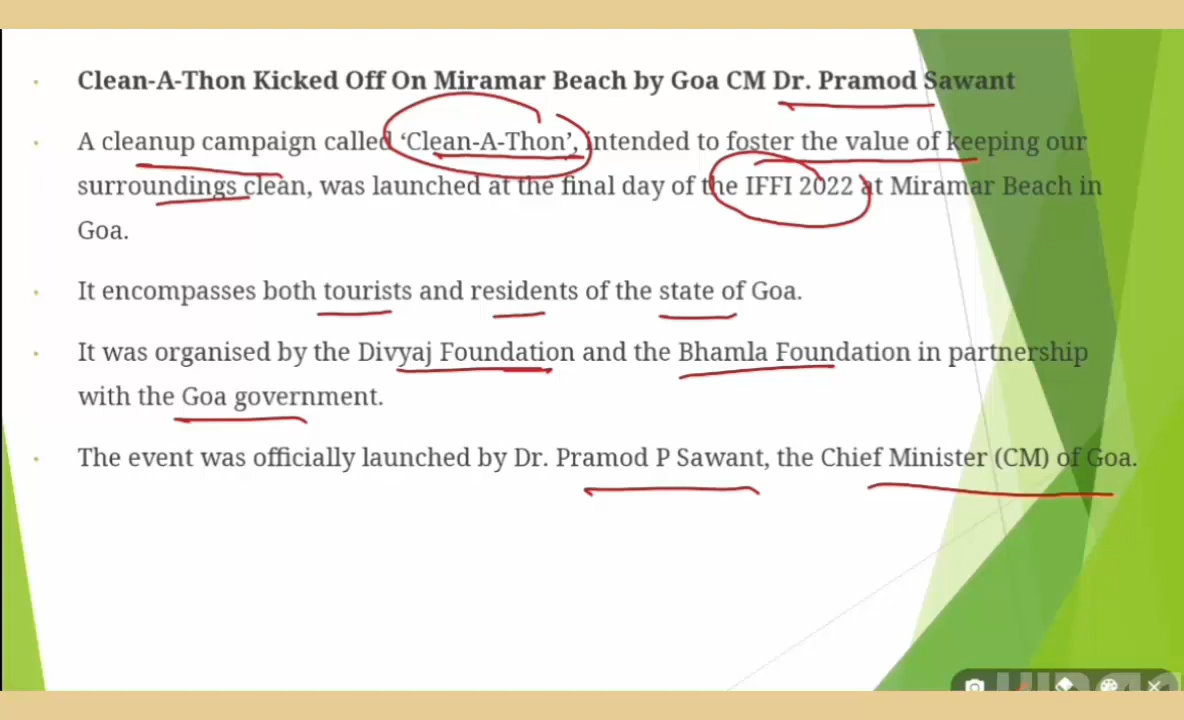 Clean-A-Thon Kicked Off On Miramar Beach by Goa CM Dr. Pramod Sawant
A cleanup campaign called ‘Clean-A-Thon’, intended to foster the value of keeping our
surroundings clean, was launched at the final day of the IFFI 2022 at Miramar Beach in
Goa.
It encompasses both tourists and residents of the state of Goa.
It was organised by the Divyaj Foundation and the Bhamla Foundation in partnership
with the Goa government.
The event was officially launched by Dr. Pramod P Sawant, the Chief Minister (CM) of Goa.